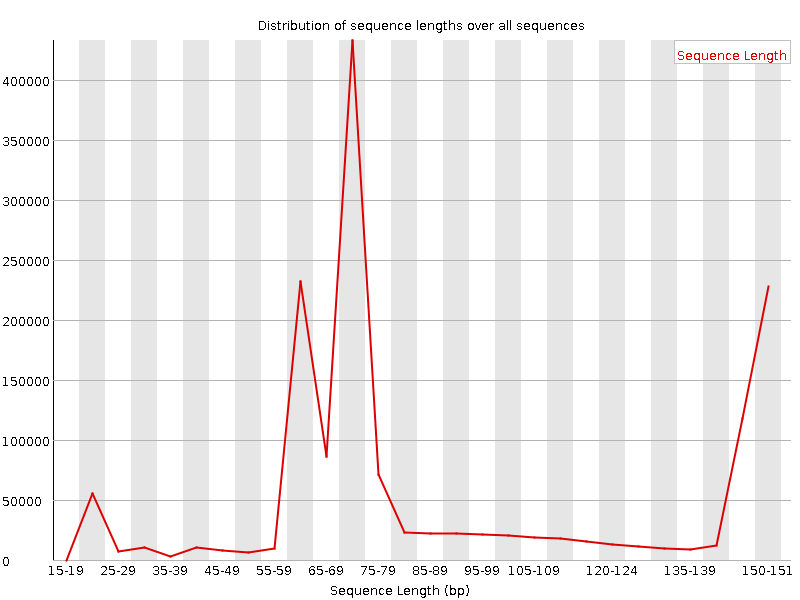 Distribution of sequence lengths over all sequences
Sequence Length
400000
350000
300000
250000
200000
150000
100000
50000
0
15-19 25-29 35-39 45-49 55-59 65-69 75-79 85-89 95-99 105-109 120-124 135-139 150-151
Sequence Length (bp)